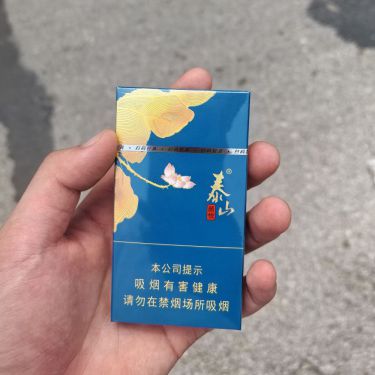 泰山
本公司提示
吸烟有害健康
请勿在禁烟场所吸烟